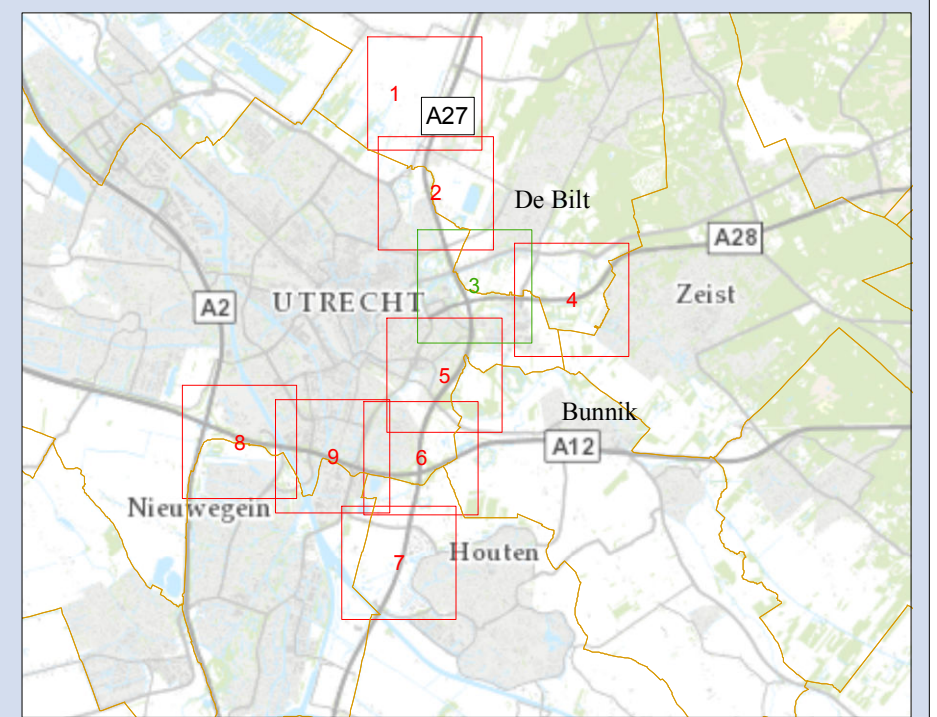 1
A27
2
De Bilt
A28
3
4
Zeist
A2
UTRECHT
5
Bunnik
8
9
6
A12
Nieuwegein
Houten
7